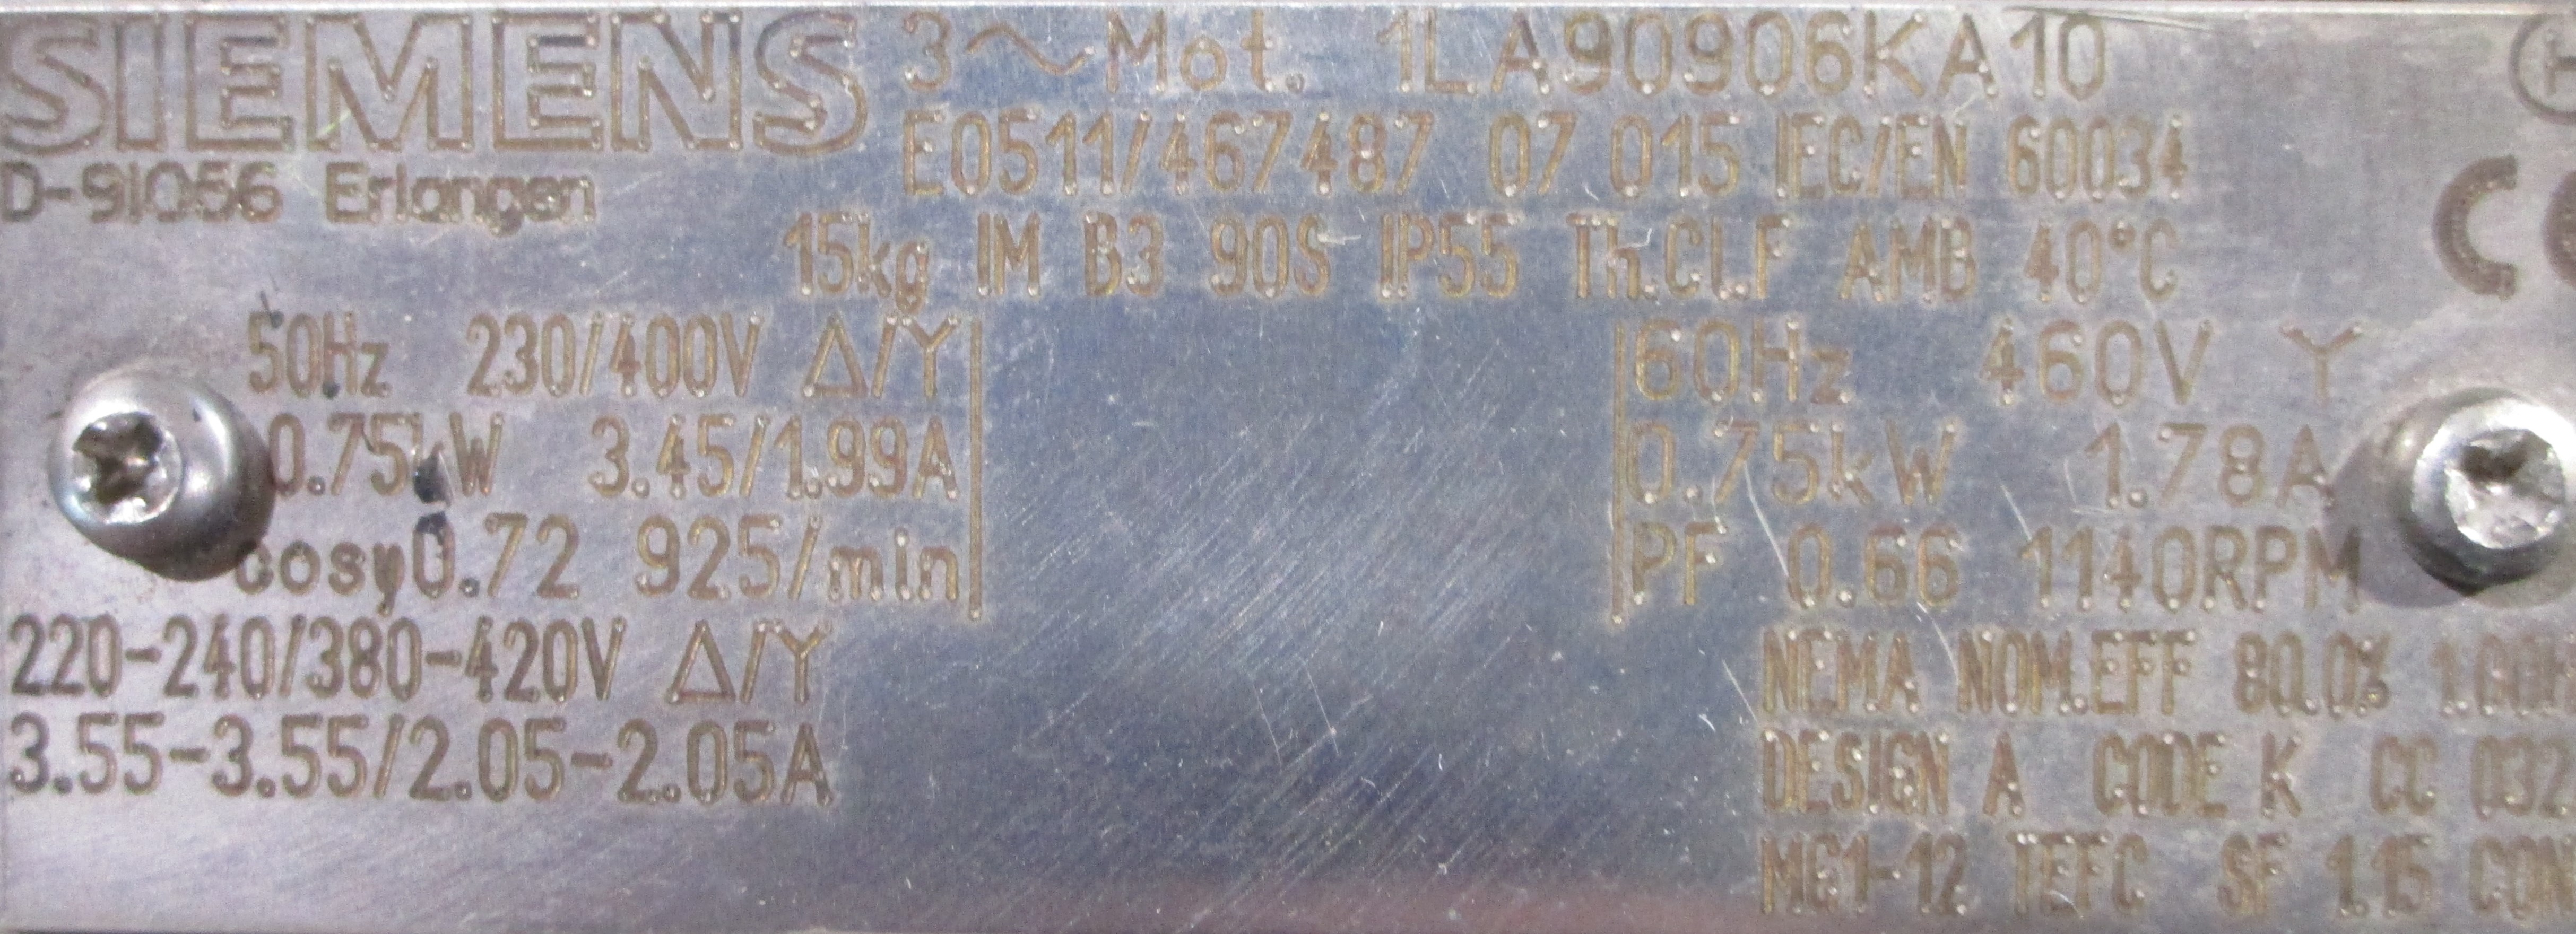 SIEMENS
D-91056 Erlangen
3~Mot. 1LA90906KA10
E0511/467487 07 015 IEC/EN 60034
15kg IM B3 90S IP55 Th.Cl.F AMB 40°C
50Hz 230/400V Δ/Y
0.75kW 3.45/1.99A
cosφ0.72 925/min
220-240/380-420V Δ/Y
3.55-3.55/2.05-2.05A
60Hz 460V Y
0.75kW 1.78A
PF 0.66 1140RPM
NEMA NOM.EFF 80.0%
DESIGN A CODE K CC 032
MG1-12 TEFC SF 1.15 CON
CE